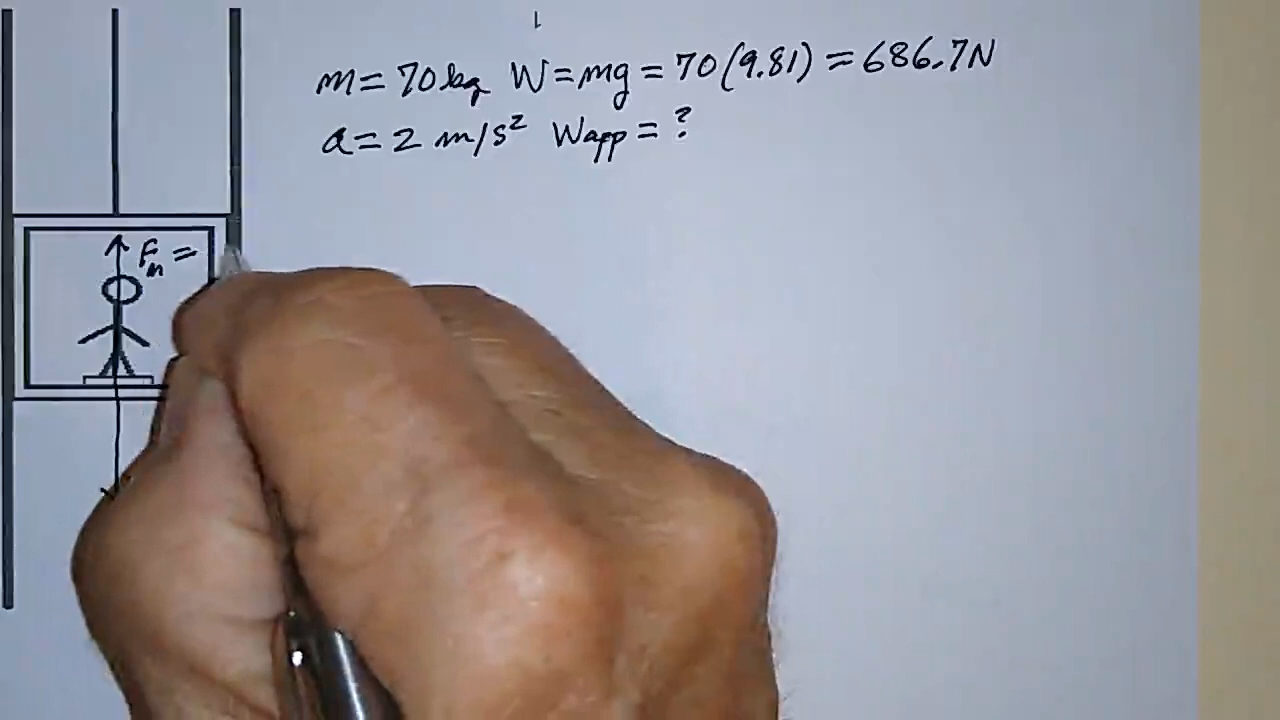 m = 70 kg W = mg = 70(9.81) = 686.7N
a = 2 m/s² Wapp = ?
Fn =